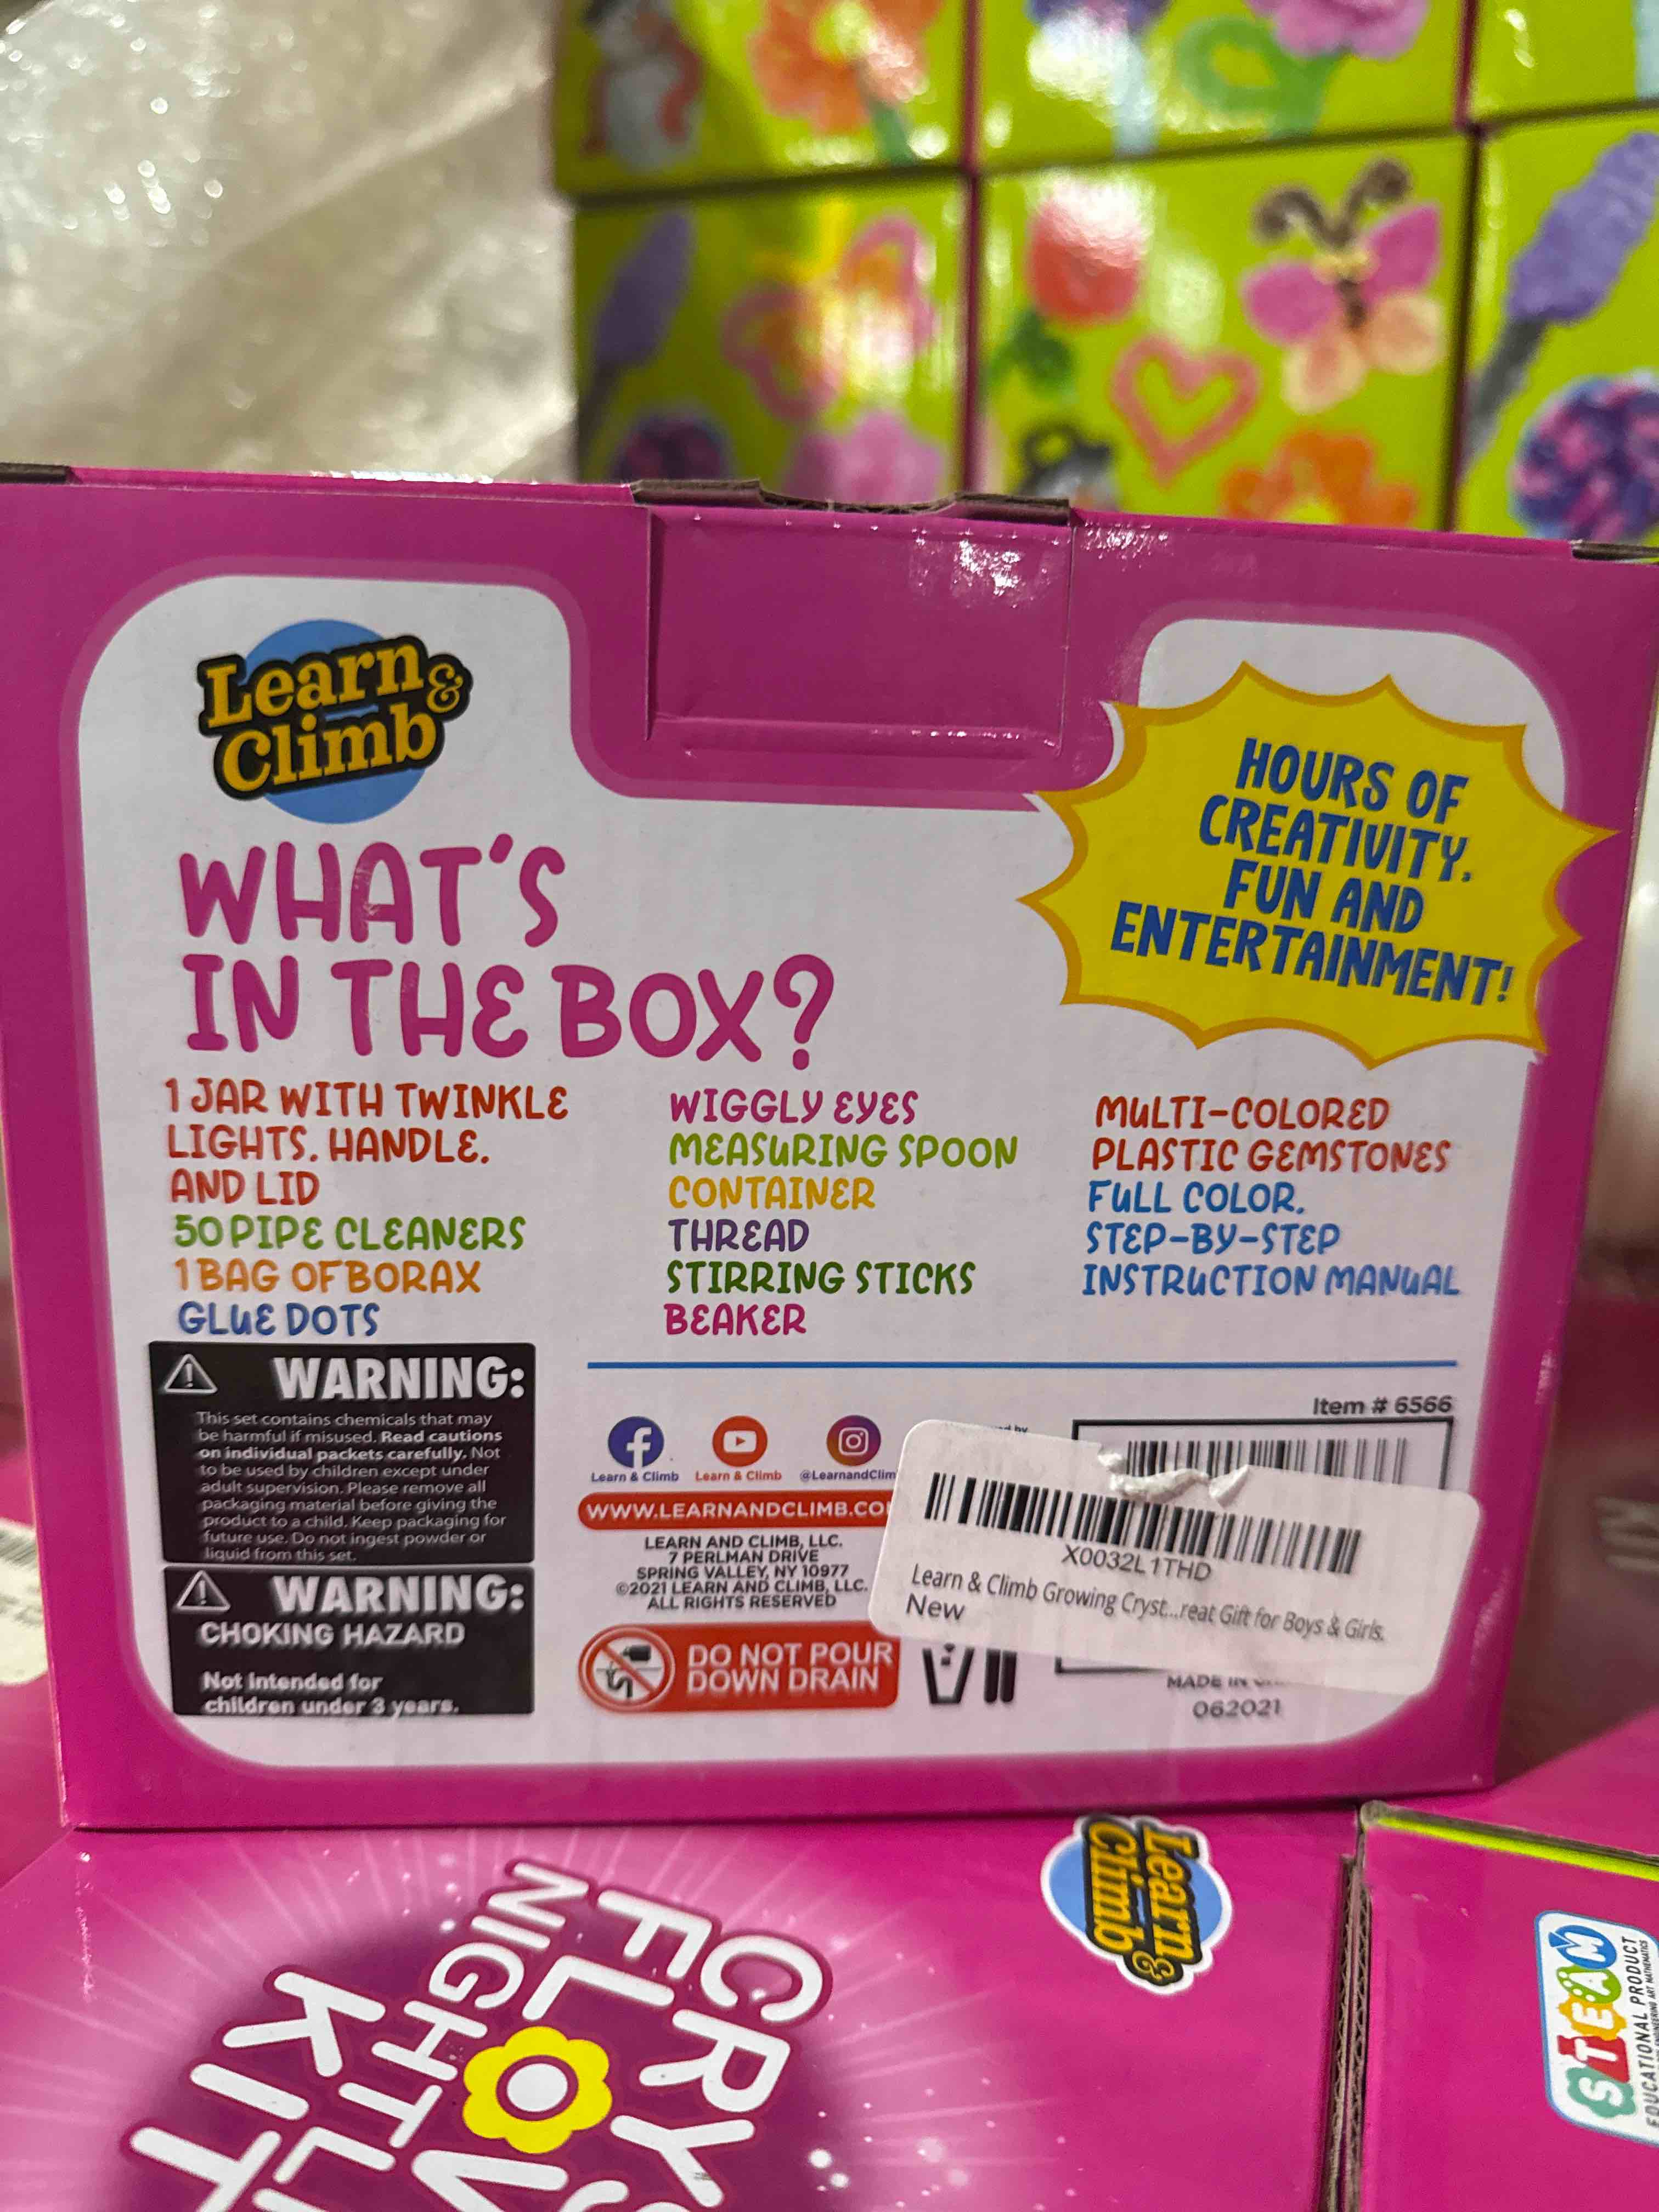 Learn &
Climb
WHAT'S
IN THE BOX?
HOURS OF
CREATIVITY,
FUN AND
ENTERTAINMENT!
1 JAR WITH TWINKLE
LIGHTS, HANDLE,
AND LID
50 PIPE CLEANERS
1 BAG OF BORAX
GLUE DOTS
WIGGLY EYES
MEASURING SPOON
CONTAINER
THREAD
STIRRING STICKS
BEAKER
MULTI-COLORED
PLASTIC GEMSTONES
FULL COLOR,
STEP-BY-STEP
INSTRUCTION MANUAL
WARNING:
This set contains chemicals that may
be harmful if misused. Read cautions
on individual packets carefully. Not
to be used by children except under
adult supervision. Please remove all
packaging material before giving the
product to a child. Keep packaging for
future use. Do not ingest powder or
liquid from this set.
WARNING:
CHOKING HAZARD
Not intended for
children under 3 years.
Learn & Climb
Learn & Climb
@LearnandClim
WWW.LEARNANDCLIMB.CO
LEARN AND CLIMB, LLC.
7 PERLMAN DRIVE
SPRING VALLEY, NY 10977
©2021 LEARN AND CLIMB, LLC.
ALL RIGHTS RESERVED
DO NOT POUR
DOWN DRAIN
Item # 6566
X0032L1THD
Learn & Climb Growing Cryst...reat Gift for Boys & Girls.
New
MADE IN
062021
Learn &
Climb
CRYS
FLOW
NIGHTL
KIT
STEAM
EDUCATIONAL PRODUCT